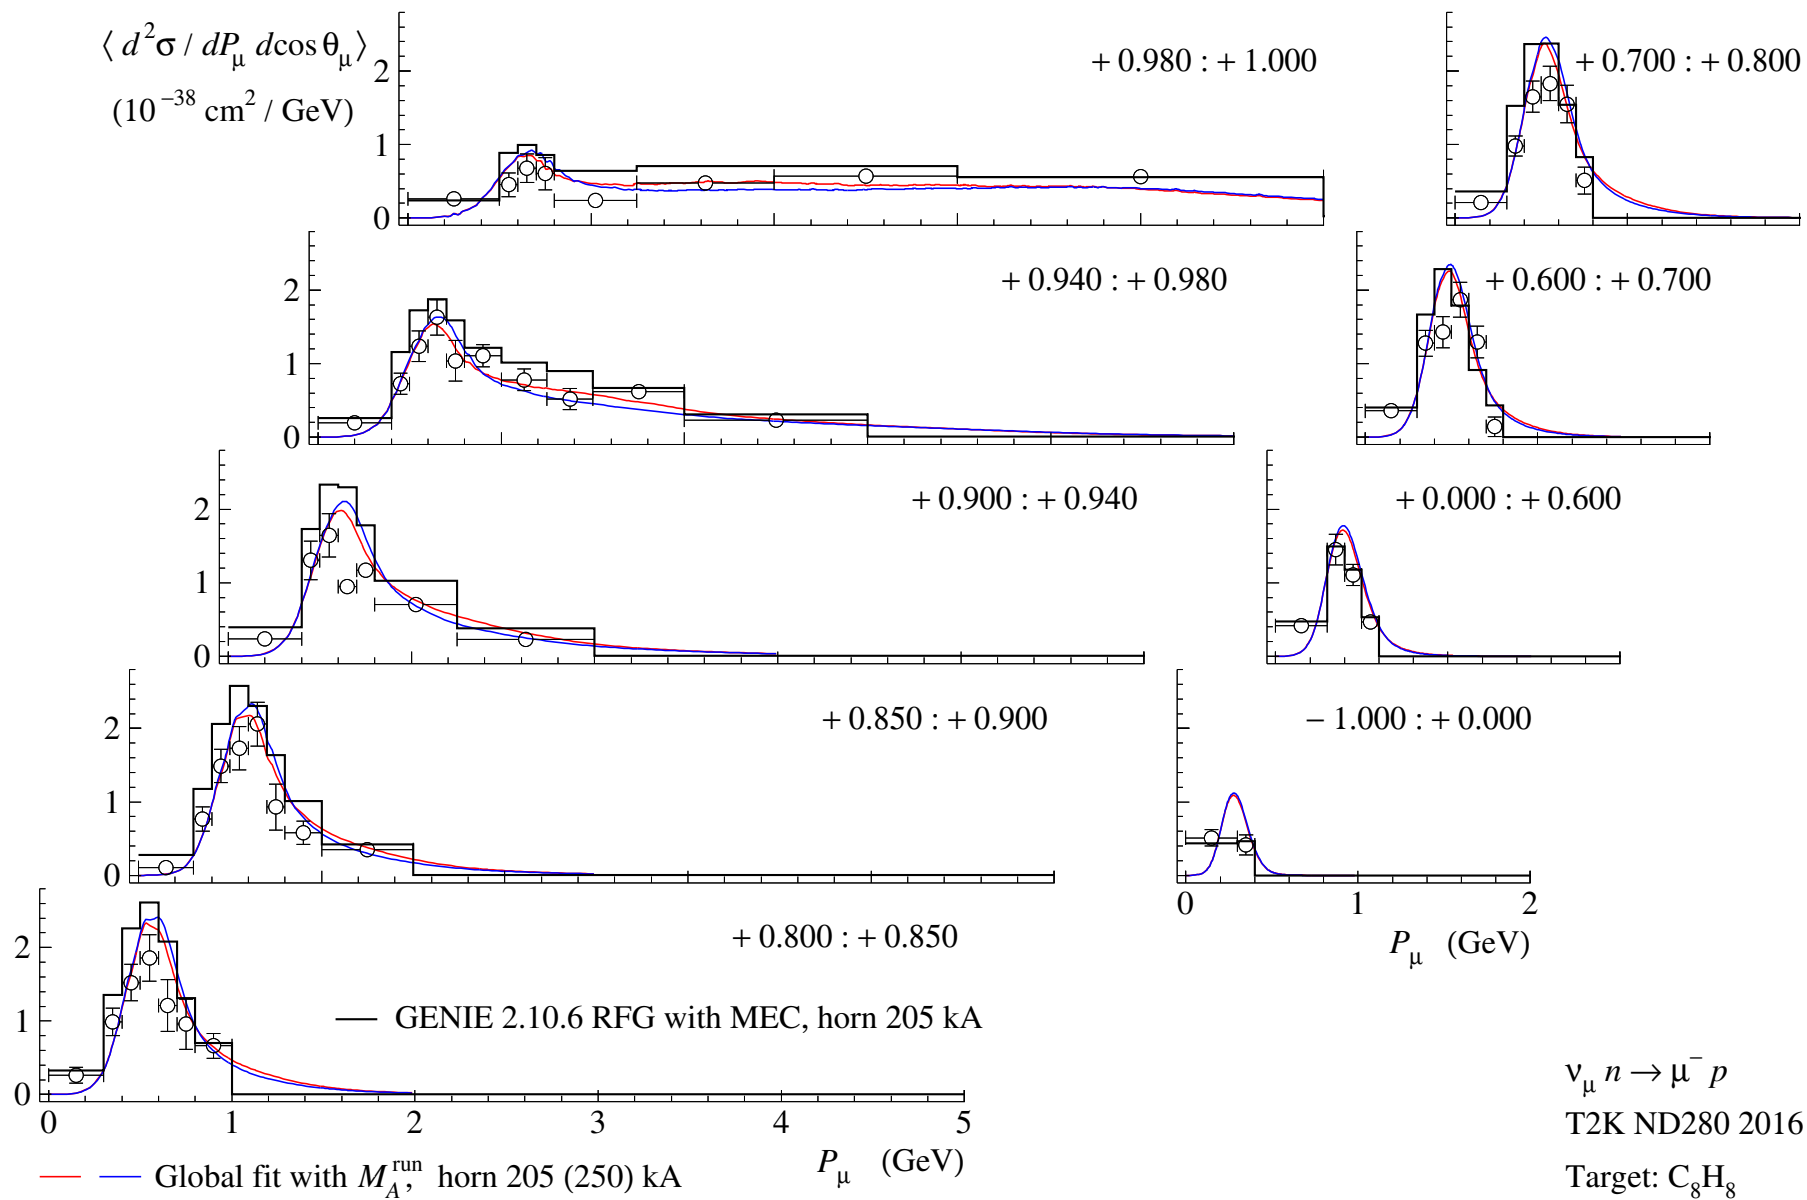 ⟨ d²σ / dP_μ dcos θ_μ ⟩
(10⁻³⁸ cm² / GeV)
+ 0.980 : + 1.000
+ 0.700 : + 0.800
2
1
0
+ 0.940 : + 0.980
+ 0.600 : + 0.700
2
1
0
+ 0.900 : + 0.940
+ 0.000 : + 0.600
2
1
0
+ 0.850 : + 0.900
− 1.000 : + 0.000
2
1
0
0 1 2
P_μ (GeV)
+ 0.800 : + 0.850
2
1
0
GENIE 2.10.6 RFG with MEC, horn 205 kA
0 1 2 3 4 5
P_μ (GeV)
Global fit with M_A^run, horn 205 (250) kA
ν_μ n → μ⁻ p
T2K ND280 2016
Target: C₈H₈